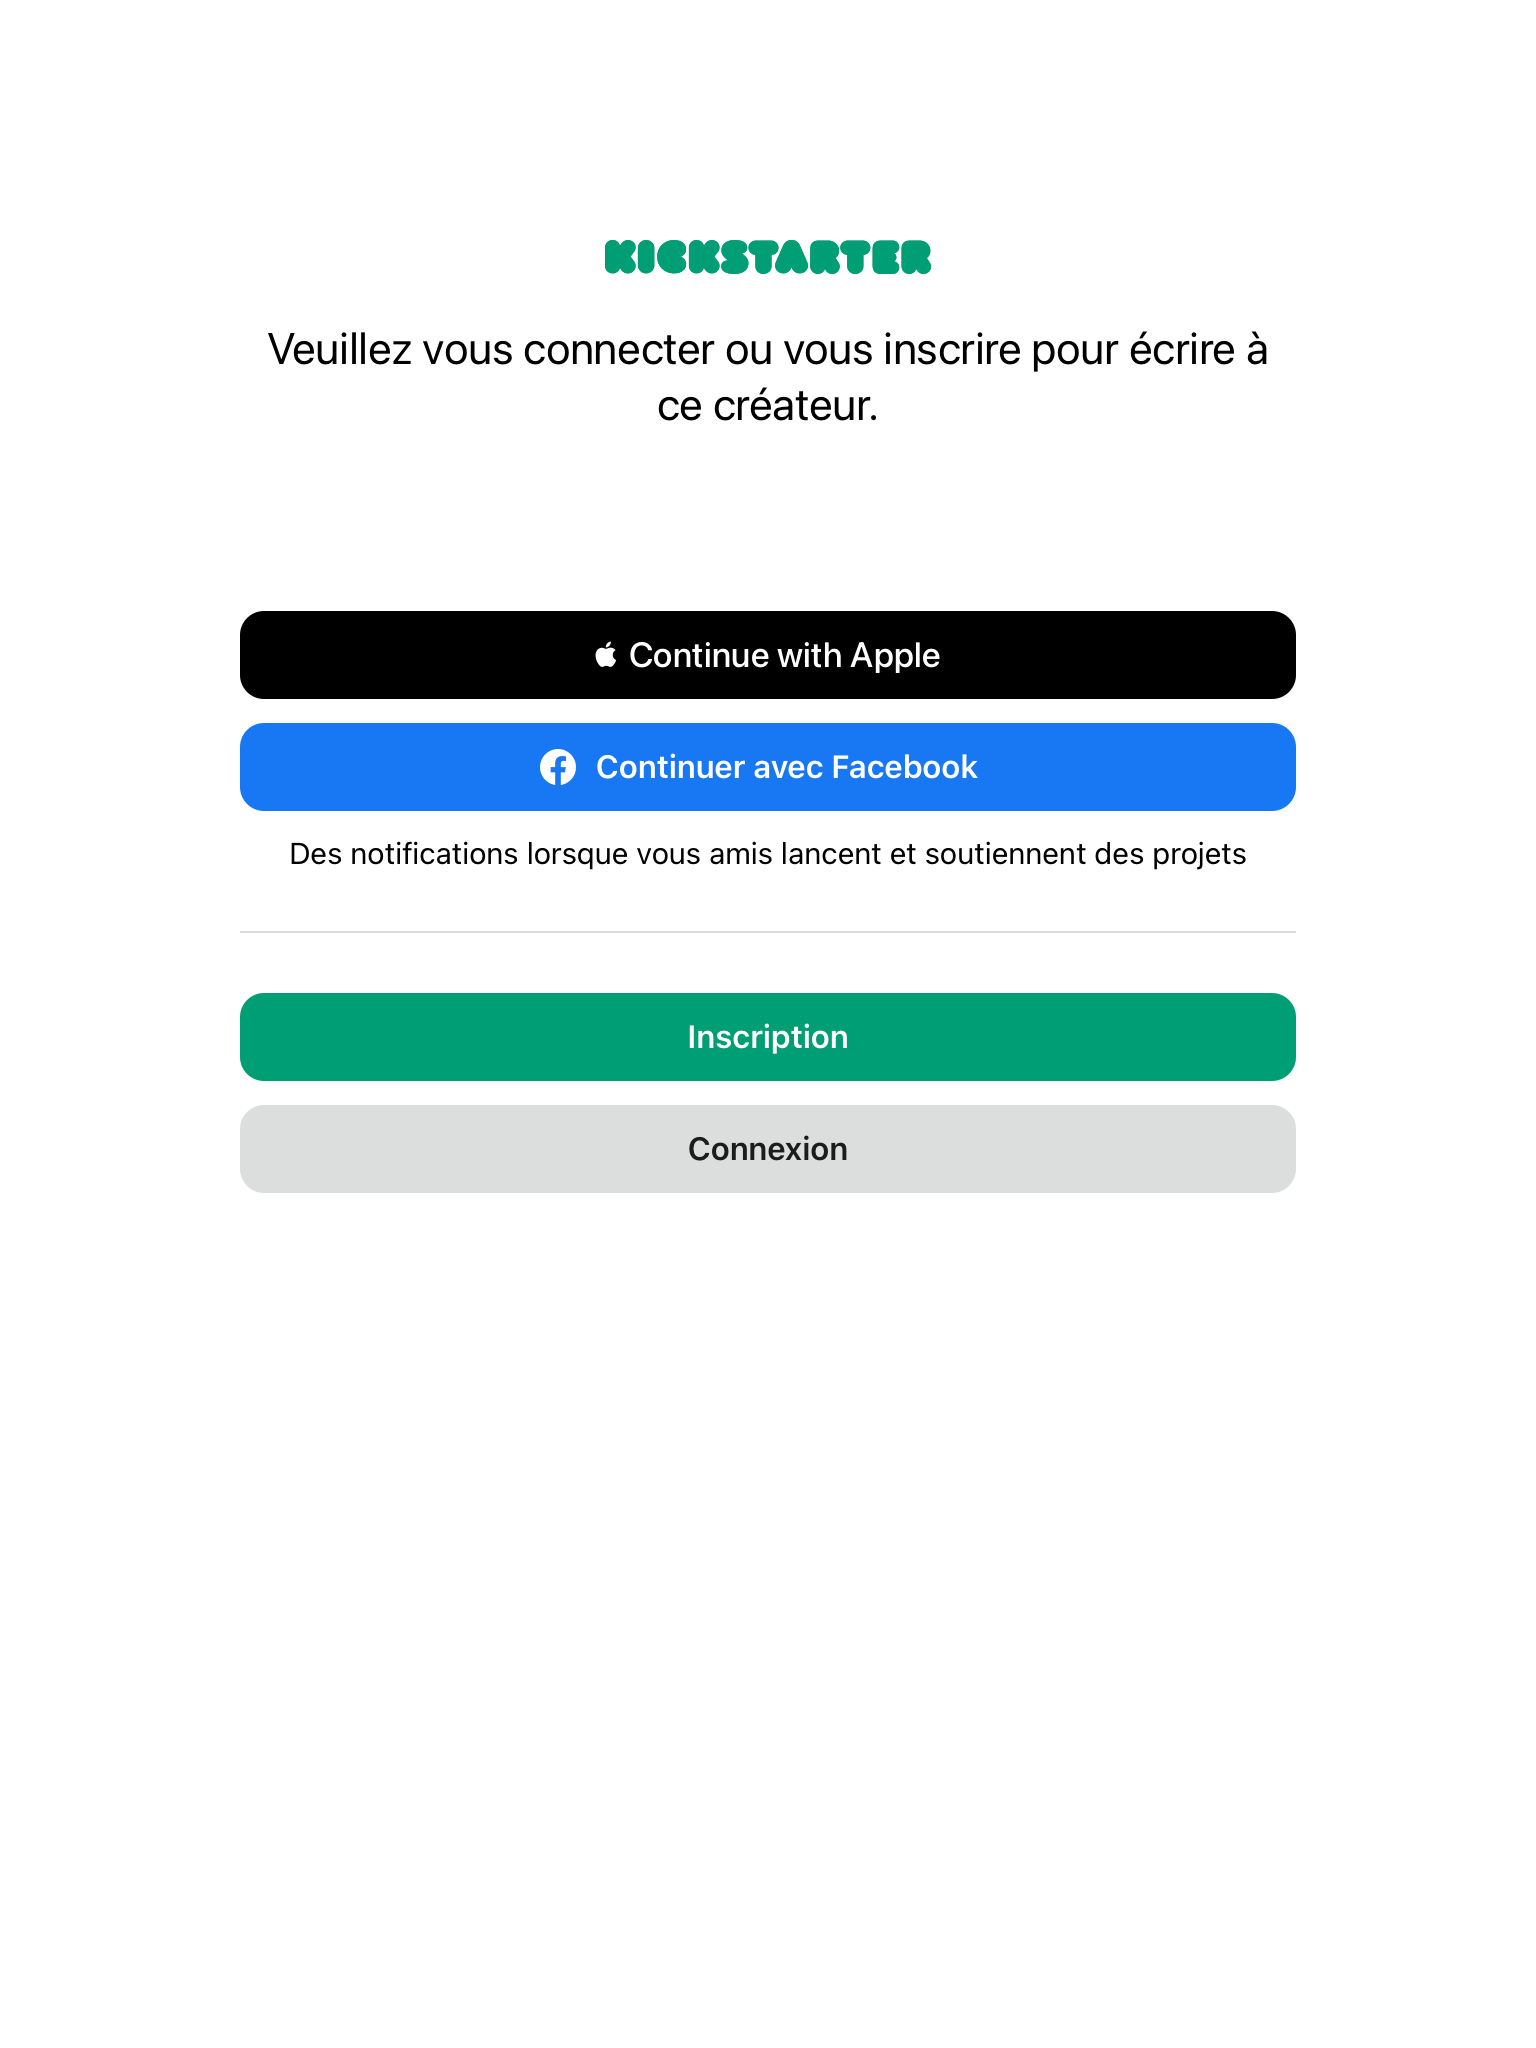 KICKSTARTER
Veuillez vous connecter ou vous inscrire pour écrire à
ce créateur.
Continue with Apple
Continuer avec Facebook
Des notifications lorsque vous amis lancent et soutiennent des projets
Inscription
Connexion